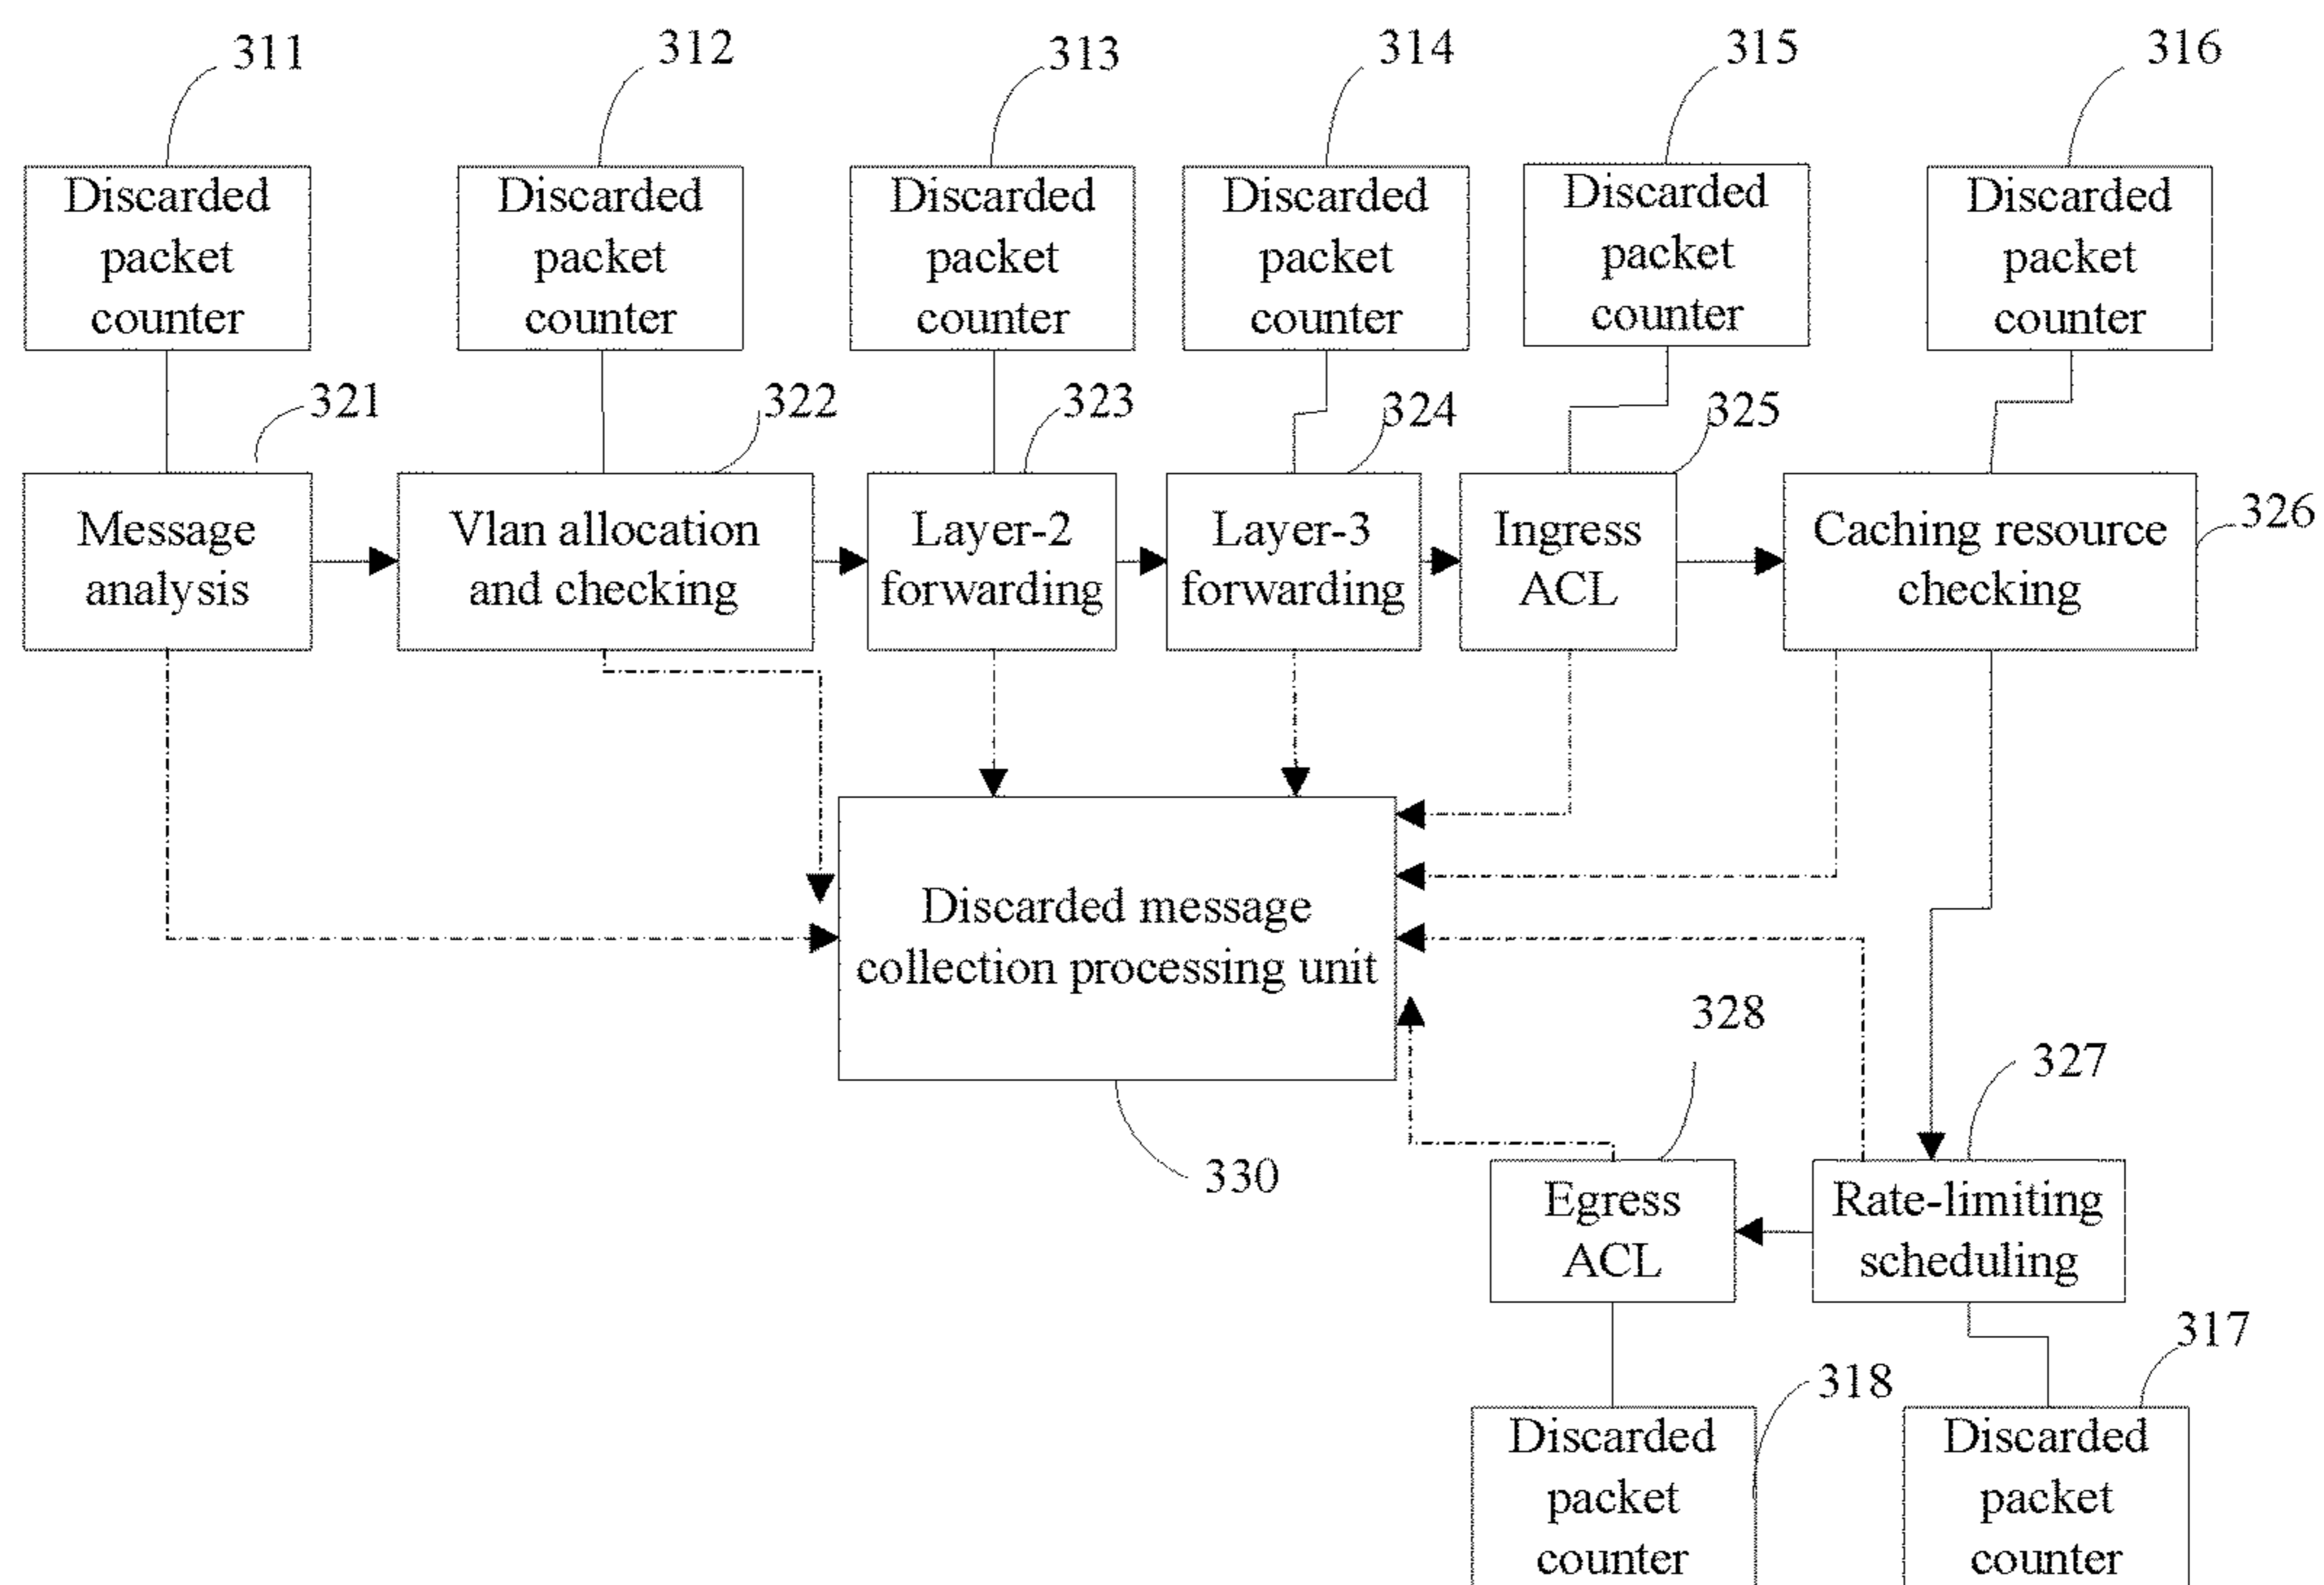 311
312
313
314
315
316
Discarded
packet
counter
Discarded
packet
counter
Discarded
packet
counter
Discarded
packet
counter
Discarded
packet
counter
Discarded
packet
counter
321
322
323
324
325
326
Message
analysis
Vlan allocation
and checking
Layer-2
forwarding
Layer-3
forwarding
Ingress
ACL
Caching resource
checking
Discarded message
collection processing unit
330
328
327
Egress
ACL
Rate-limiting
scheduling
318
317
Discarded
packet
counter
Discarded
packet
counter